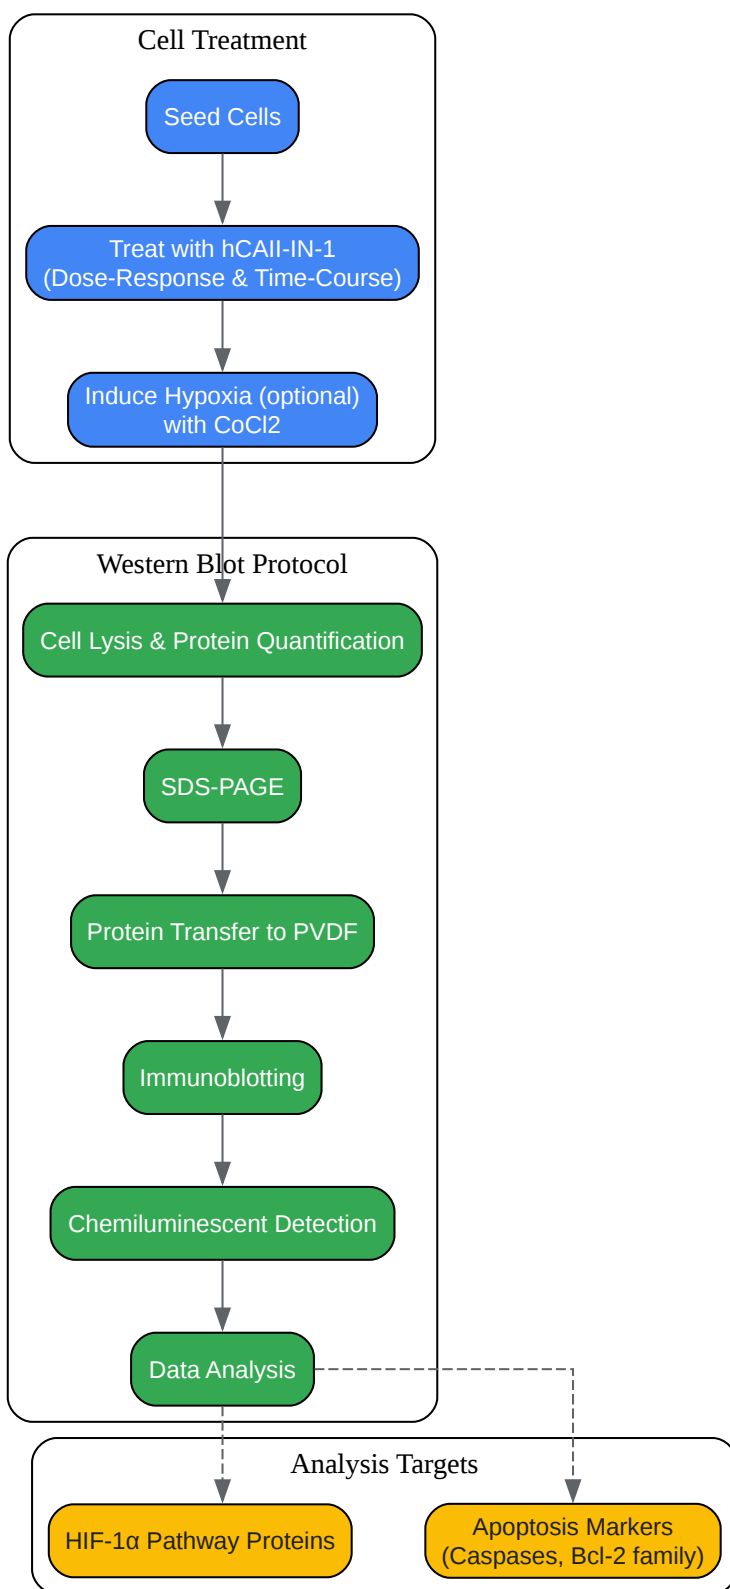 Cell Treatment
Seed Cells
Treat with hCAII-IN-1
(Dose-Response & Time-Course)
Induce Hypoxia (optional)
with CoCl2
Western Blot Protocol
Cell Lysis & Protein Quantification
SDS-PAGE
Protein Transfer to PVDF
Immunoblotting
Chemiluminescent Detection
Data Analysis
Analysis Targets
HIF-1α Pathway Proteins
Apoptosis Markers
(Caspases, Bcl-2 family)